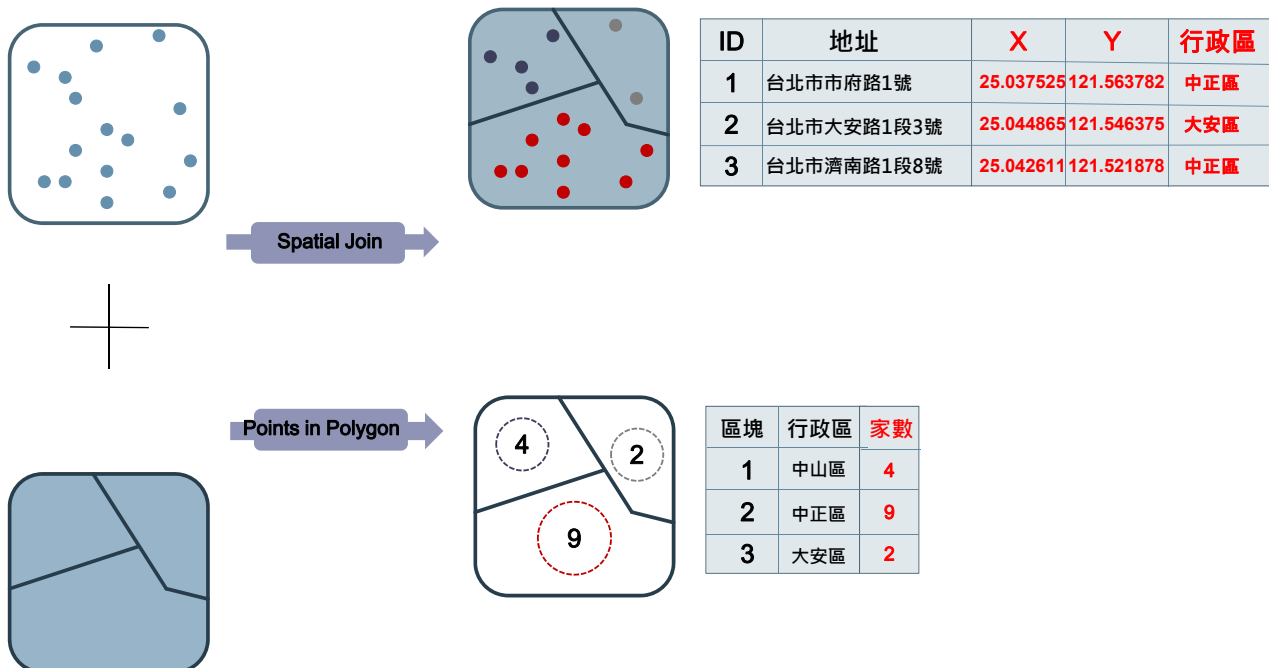 ID 地址 X Y 行政區
1 台北市市府路1號 25.037525 121.563782 中正區
2 台北市大安路1段3號 25.044865 121.546375 大安區
3 台北市濟南路1段8號 25.042611 121.521878 中正區
Spatial Join
Points in Polygon
4
2
9
區塊 行政區 家數
1 中山區 4
2 中正區 9
3 大安區 2